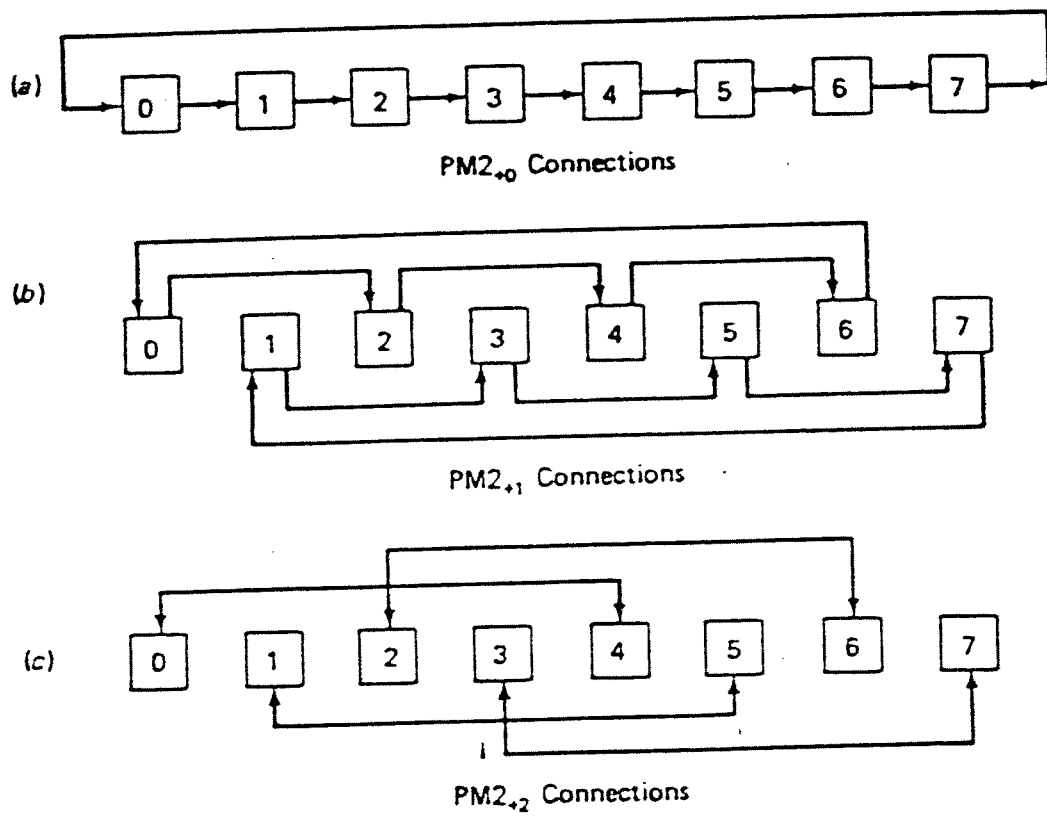 (a)
0 1 2 3 4 5 6 7
PM2₊₀ Connections
(b)
0 1 2 3 4 5 6 7
PM2₊₁ Connections
(c)
0 1 2 3 4 5 6 7
PM2₊₂ Connections